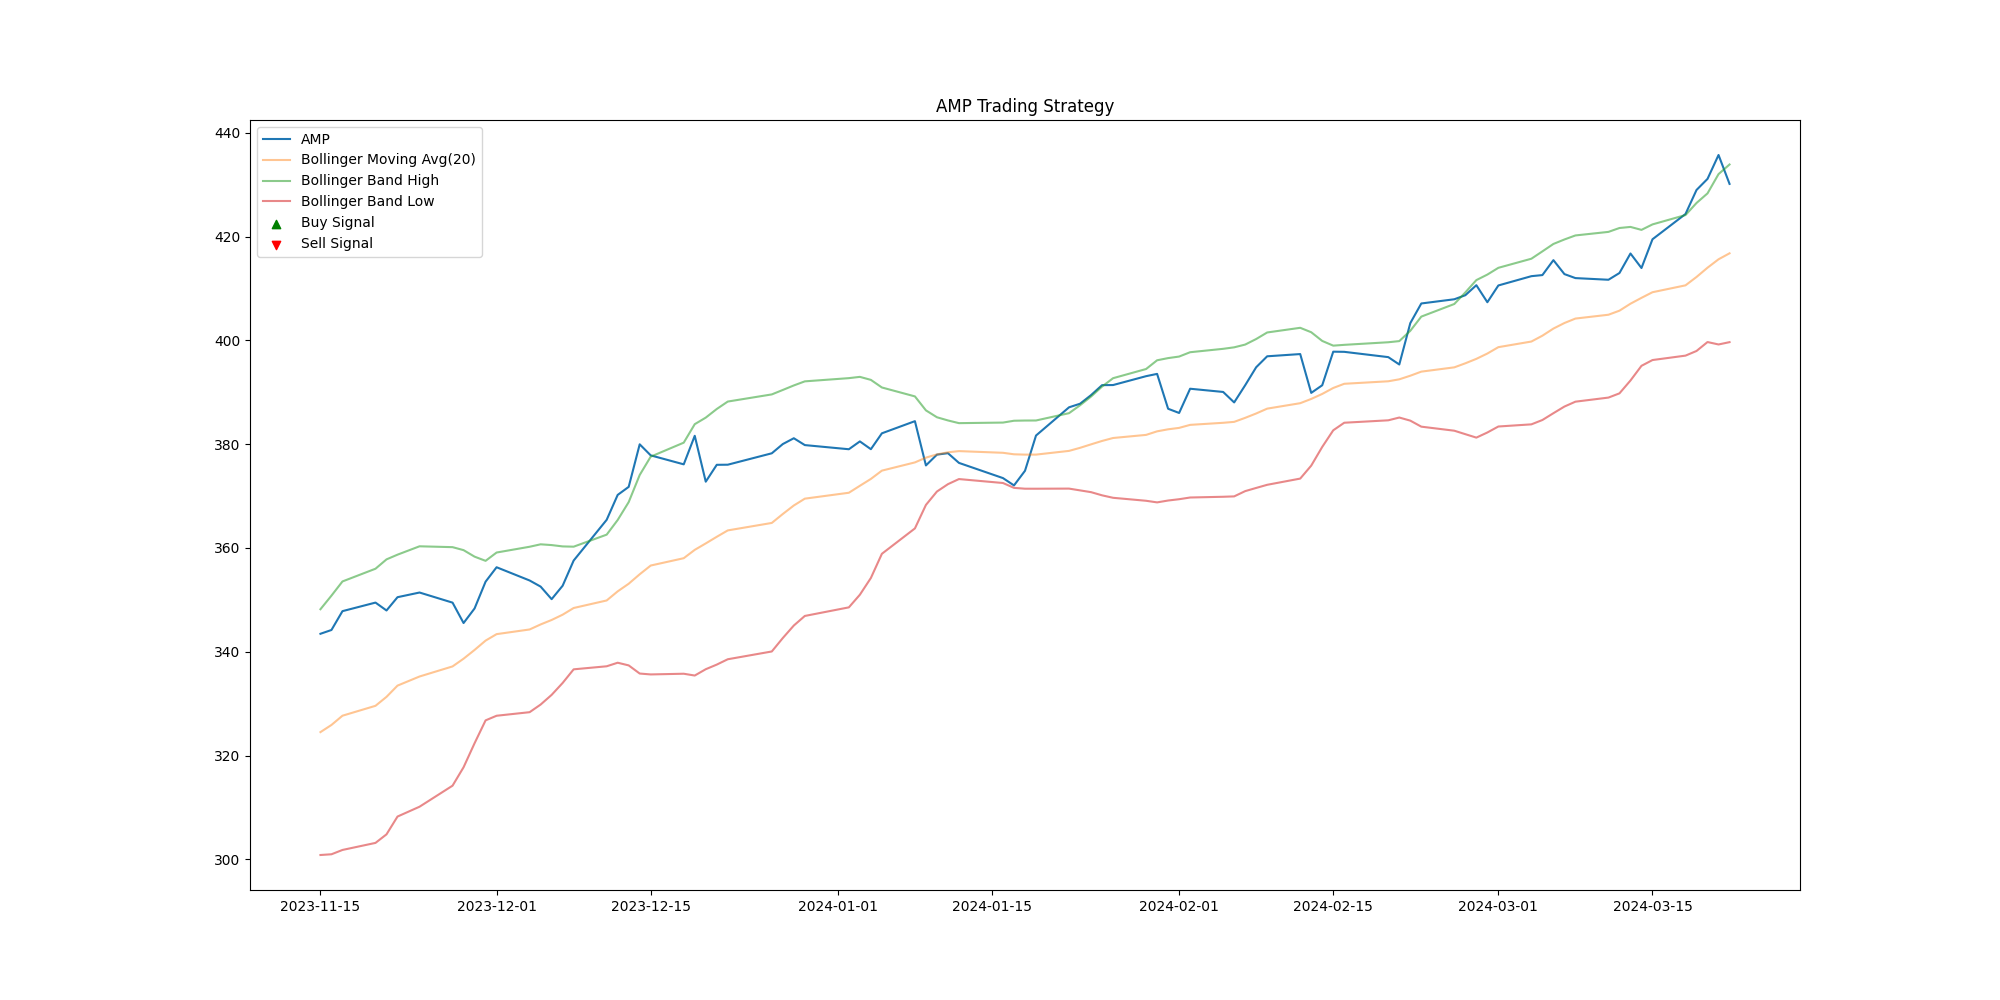 AMP Trading Strategy
AMP
Bollinger Moving Avg(20)
Bollinger Band High
Bollinger Band Low
Buy Signal
Sell Signal
440
420
400
380
360
340
320
300
2023-11-15 2023-12-01 2023-12-15 2024-01-01 2024-01-15 2024-02-01 2024-02-15 2024-03-01 2024-03-15